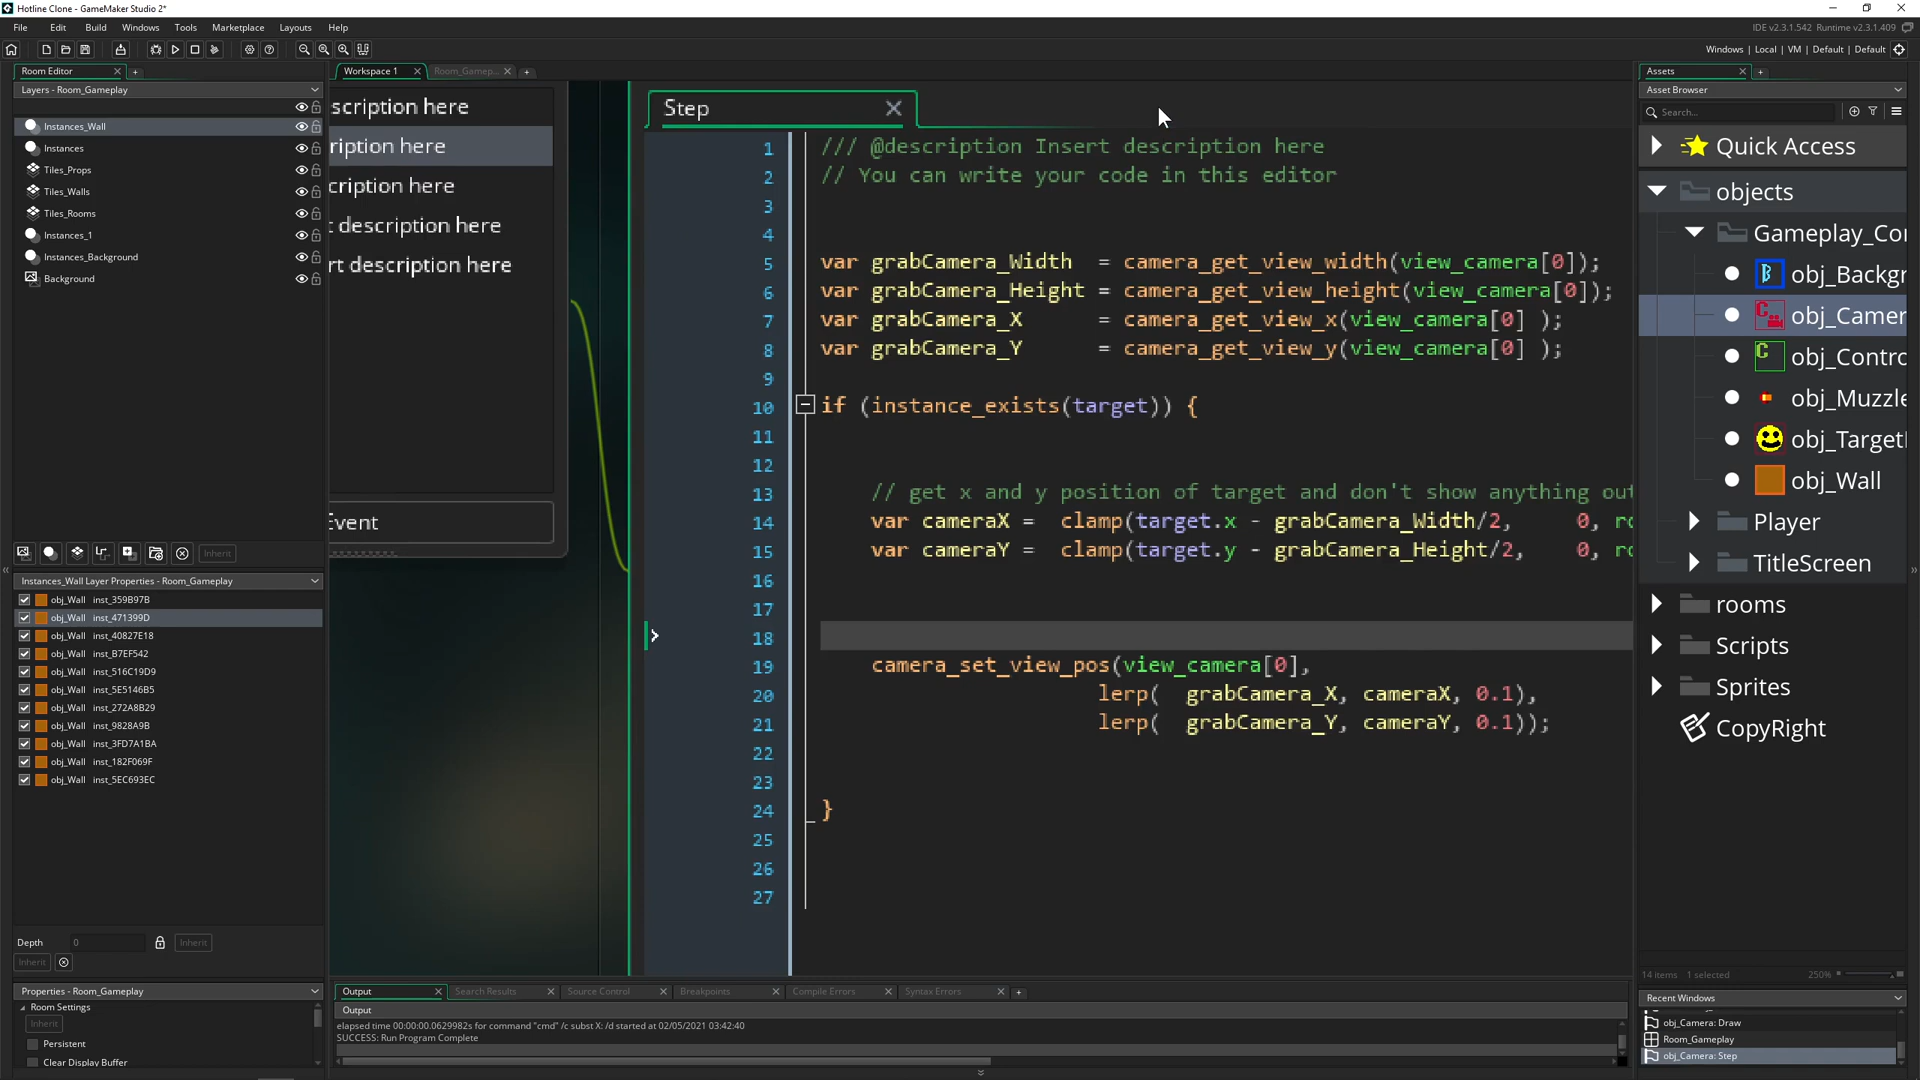 Hotline Clone - GameMaker Studio 2*
File Edit Build Windows Tools Marketplace Layouts Help
IDE v2.3.1.542 Runtime v2.3.1.409
Windows | Local | VM | Default | Default
Room Editor
Layers - Room_Gameplay
Instances_Wall
Instances
Tiles_Props
Tiles_Walls
Tiles_Rooms
Instances_1
Instances_Background
Background
Inherit
Instances_Wall Layer Properties - Room_Gameplay
obj_Wall inst_359B97B
obj_Wall inst_471399D
obj_Wall inst_40827E18
obj_Wall inst_B7EF542
obj_Wall inst_516C19D9
obj_Wall inst_5E5146B5
obj_Wall inst_272A8B29
obj_Wall inst_9828A9B
obj_Wall inst_3FD7A1BA
obj_Wall inst_182F069F
obj_Wall inst_5EC693EC
Depth 0 Inherit
Inherit
Properties - Room_Gameplay
Room Settings
Inherit
Persistent
Clear Display Buffer
Workspace 1 Room_Gamep...
scription here
ription here
cription here
t description here
rt description here
Event
Step
1 /// @description Insert description here
2 // You can write your code in this editor
3
4
5 var grabCamera_Width = camera_get_view_width(view_camera[0]);
6 var grabCamera_Height = camera_get_view_height(view_camera[0]);
7 var grabCamera_X = camera_get_view_x(view_camera[0] );
8 var grabCamera_Y = camera_get_view_y(view_camera[0] );
9
10 if (instance_exists(target)) {
11
12
13 // get x and y position of target and don't show anything out
14 var cameraX = clamp(target.x - grabCamera_Width/2, 0, ro
15 var cameraY = clamp(target.y - grabCamera_Height/2, 0, ro
16
17
18
19 camera_set_view_pos(view_camera[0],
20 lerp( grabCamera_X, cameraX, 0.1),
21 lerp( grabCamera_Y, cameraY, 0.1));
22
23
24 }
25
26
27
Output Search Results Source Control Breakpoints Compile Errors Syntax Errors
Output
elapsed time 00:00:00.0629982s for command "cmd" /c subst X: /d started at 02/05/2021 03:42:40
SUCCESS: Run Program Complete
Assets
Asset Browser
Search...
Quick Access
objects
Gameplay_Cor
obj_Backgr
obj_Camer
obj_Contro
obj_Muzzle
obj_Target
obj_Wall
Player
TitleScreen
rooms
Scripts
Sprites
CopyRight
14 items 1 selected 250%
Recent Windows
obj_Camera: Draw
Room_Gameplay
obj_Camera: Step